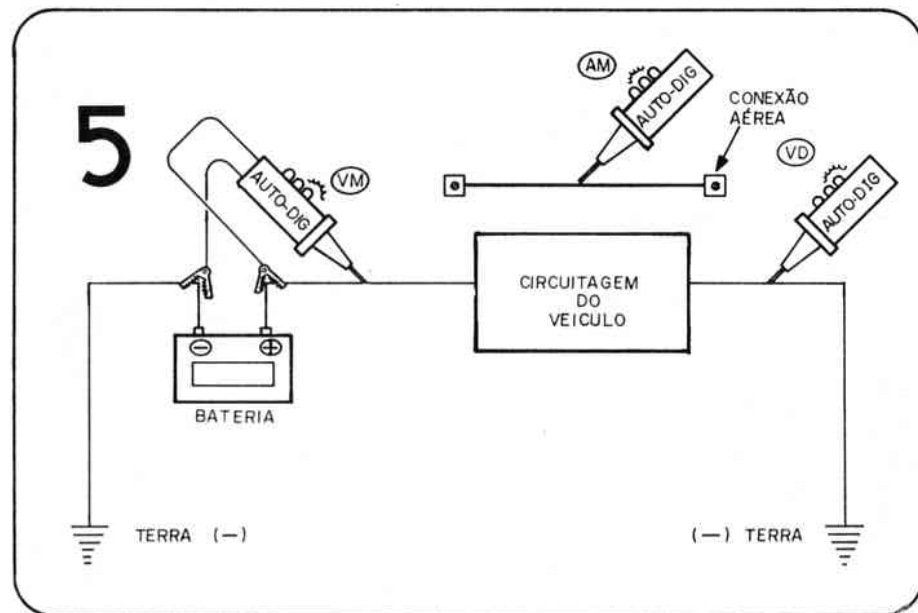 5
AM
AUTO-DIG
CONEXÃO
AÉREA
VD
AUTO-DIG
VM
AUTO-DIG
CIRCUITAGEM
DO
VEICULO
BATERIA
TERRA (—)
(—) TERRA